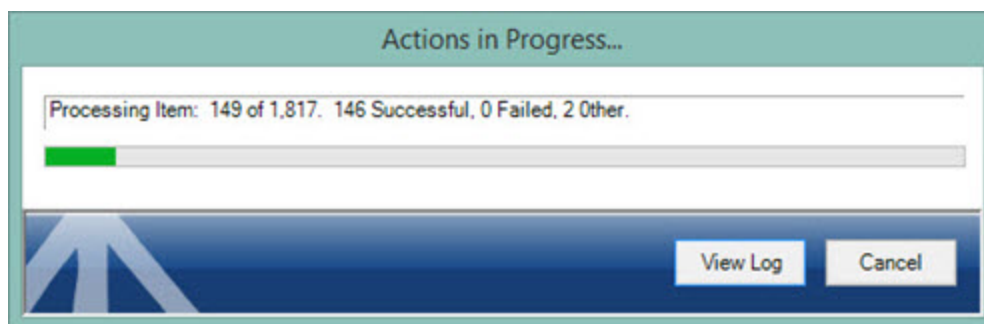 Actions in Progress...
Processing Item: 149 of 1,817. 146 Successful, 0 Failed, 2 Other.
View Log
Cancel